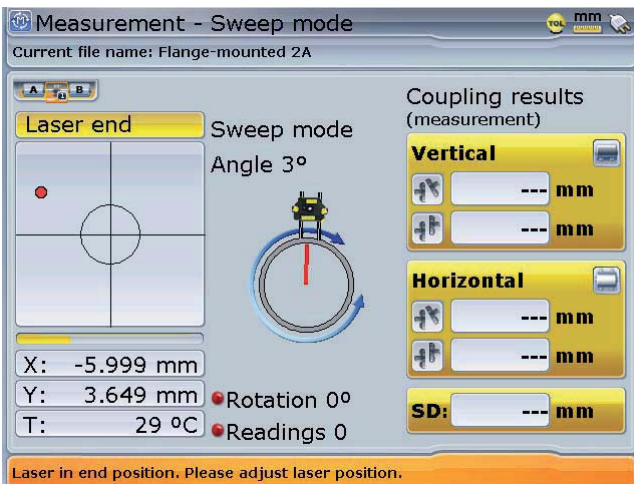 Measurement - Sweep mode
TOL
mm
Current file name: Flange-mounted 2A
A
B
Laser end
Sweep mode
Angle 3º
X: -5.999 mm
Y: 3.649 mm
T: 29 ºC
Rotation 0º
Readings 0
Coupling results
(measurement)
Vertical
--- mm
--- mm
Horizontal
--- mm
--- mm
SD: --- mm
Laser in end position. Please adjust laser position.